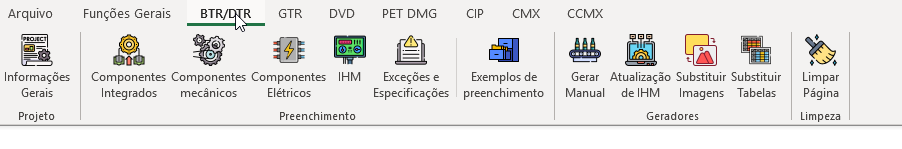 Arquivo Funções Gerais BTR/DTR GTR DVD PET DMG CIP CMX CCMX
PROJECT
Informações Gerais
Componentes Integrados
Componentes mecânicos
Componentes Elétricos
IHM
Exceções e Especificações
Exemplos de preenchimento
Gerar Manual
Atualização de IHM
Substituir Imagens
Substituir Tabelas
Limpar Página
Projeto Preenchimento Geradores Limpeza